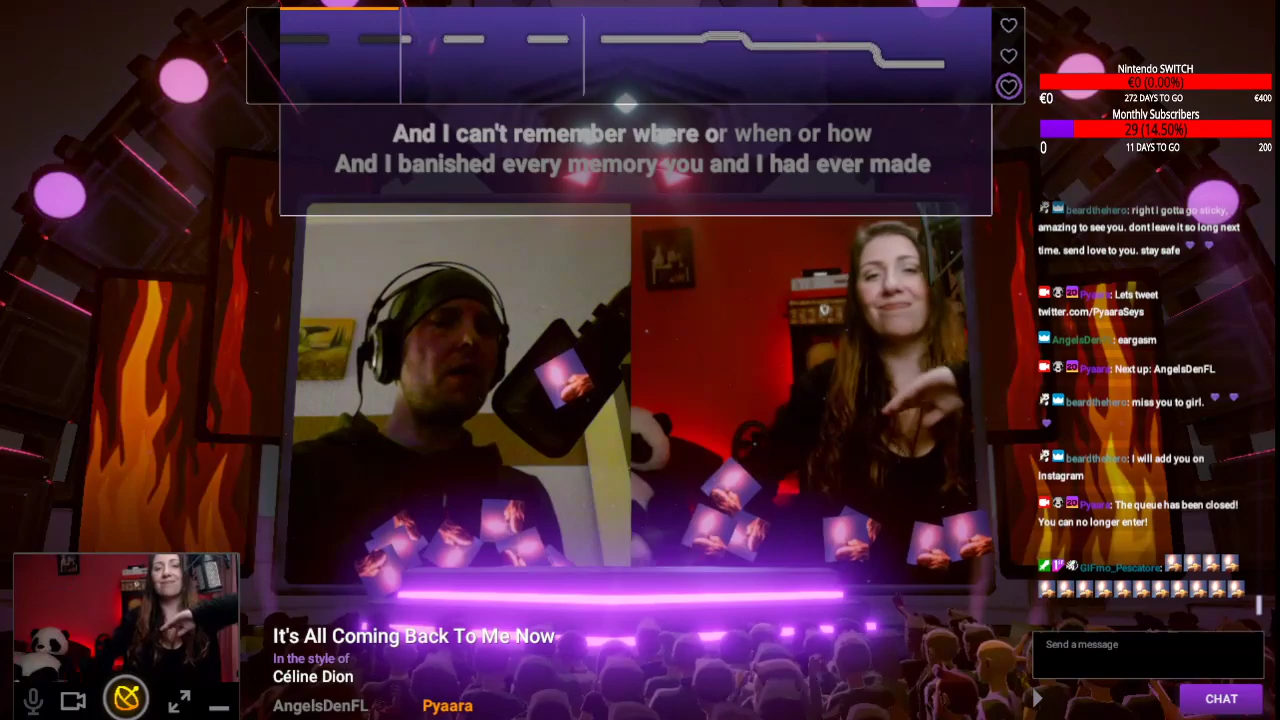 And I can't remember where or when or how
And I banished every memory you and I had ever made
Nintendo SWITCH
€0 (0.00%)
€0
272 DAYS TO GO
€400
Monthly Subscribers
29 (14.50%)
0
11 DAYS TO GO
200
beardthehero: right i gotta go sticky,
amazing to see you. dont leave it so long next
time. send love to you. stay safe
20 Pyaara: Lets tweet
twitter.com/PyaaraSeys
AngelsDenFL: eargasm
20 Pyaara: Next up: AngelsDenFL
beardthehero: miss you to girl.
beardthehero: I will add you on
Instagram
20 Pyaara: The queue has been closed!
You can no longer enter!
GIFmo_Pescatore:
Send a message
CHAT
It's All Coming Back To Me Now
In the style of
Céline Dion
AngelsDenFL
Pyaara